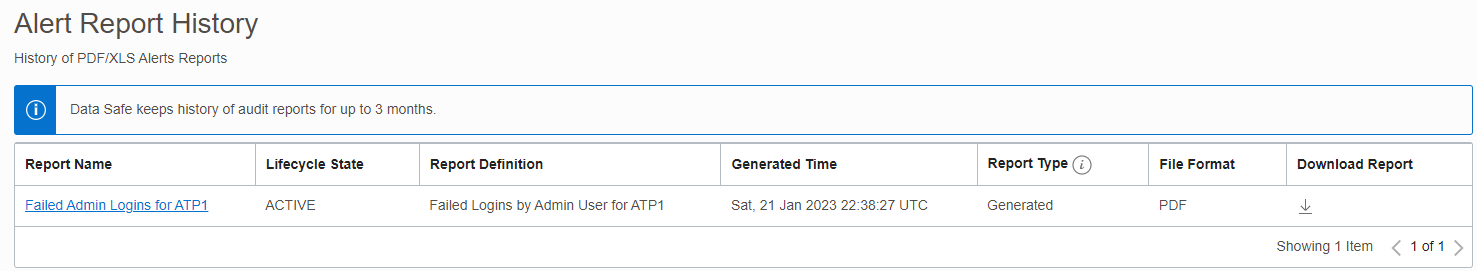 Alert Report History
History of PDF/XLS Alerts Reports
Data Safe keeps history of audit reports for up to 3 months.
Report Name Lifecycle State Report Definition Generated Time Report Type File Format Download Report
Failed Admin Logins for ATP1 ACTIVE Failed Logins by Admin User for ATP1 Sat, 21 Jan 2023 22:38:27 UTC Generated PDF
Showing 1 Item 1 of 1